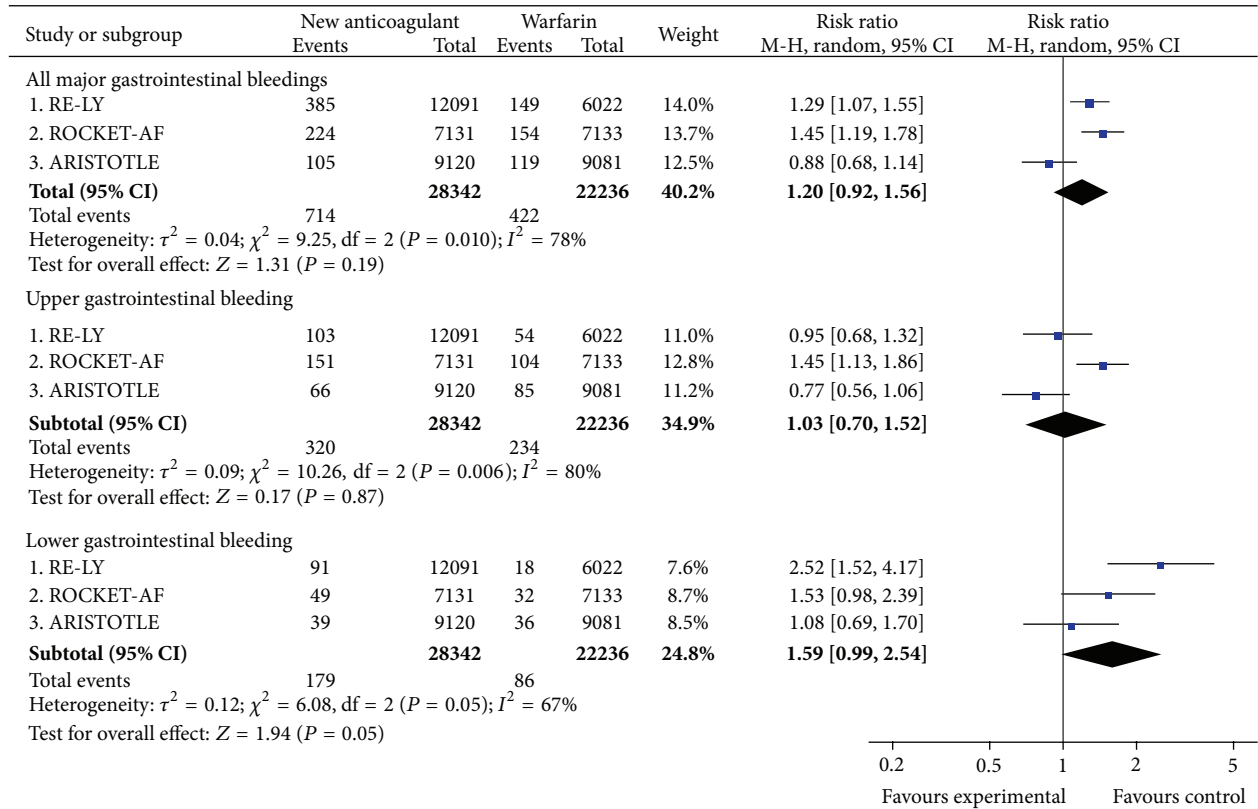 Study or subgroup New anticoagulant Warfarin Weight Risk ratio Risk ratio
Events Total Events Total M-H, random, 95% CI M-H, random, 95% CI
All major gastrointestinal bleedings
1. RE-LY 385 12091 149 6022 14.0% 1.29 [1.07, 1.55]
2. ROCKET-AF 224 7131 154 7133 13.7% 1.45 [1.19, 1.78]
3. ARISTOTLE 105 9120 119 9081 12.5% 0.88 [0.68, 1.14]
Total (95% CI) 28342 22236 40.2% 1.20 [0.92, 1.56]
Total events 714 422
Heterogeneity: τ² = 0.04; χ² = 9.25, df = 2 (P = 0.010); I² = 78%
Test for overall effect: Z = 1.31 (P = 0.19)
Upper gastrointestinal bleeding
1. RE-LY 103 12091 54 6022 11.0% 0.95 [0.68, 1.32]
2. ROCKET-AF 151 7131 104 7133 12.8% 1.45 [1.13, 1.86]
3. ARISTOTLE 66 9120 85 9081 11.2% 0.77 [0.56, 1.06]
Subtotal (95% CI) 28342 22236 34.9% 1.03 [0.70, 1.52]
Total events 320 234
Heterogeneity: τ² = 0.09; χ² = 10.26, df = 2 (P = 0.006); I² = 80%
Test for overall effect: Z = 0.17 (P = 0.87)
Lower gastrointestinal bleeding
1. RE-LY 91 12091 18 6022 7.6% 2.52 [1.52, 4.17]
2. ROCKET-AF 49 7131 32 7133 8.7% 1.53 [0.98, 2.39]
3. ARISTOTLE 39 9120 36 9081 8.5% 1.08 [0.69, 1.70]
Subtotal (95% CI) 28342 22236 24.8% 1.59 [0.99, 2.54]
Total events 179 86
Heterogeneity: τ² = 0.12; χ² = 6.08, df = 2 (P = 0.05); I² = 67%
Test for overall effect: Z = 1.94 (P = 0.05)
0.2 0.5 1 2 5
Favours experimental Favours control